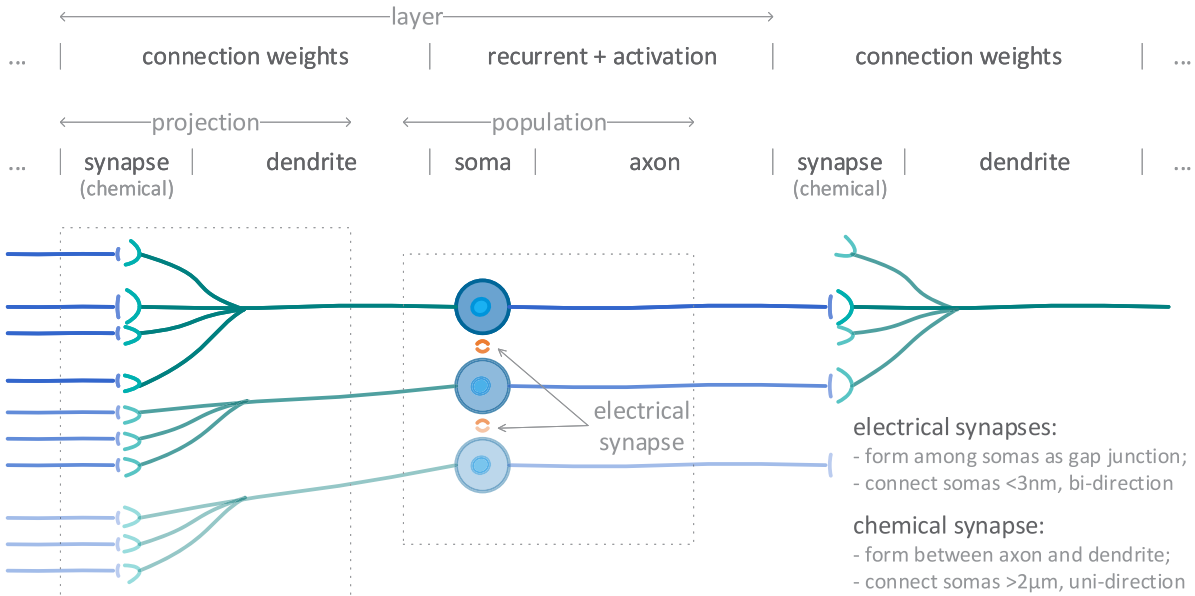 layer
... | connection weights | recurrent + activation | connection weights | ...
projection population
... | synapse | dendrite | soma | axon | synapse | dendrite | ...
(chemical) (chemical)
electrical
synapse
electrical synapses:
- form among somas as gap junction;
- connect somas <3nm, bi-direction
chemical synapse:
- form between axon and dendrite;
- connect somas >2μm, uni-direction